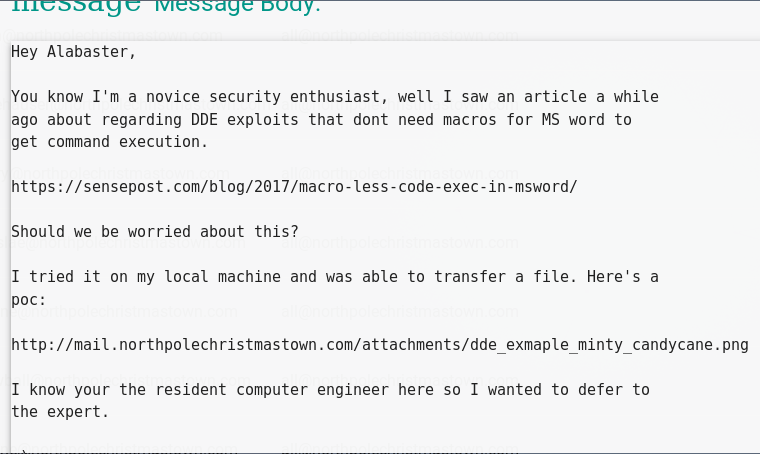 message Message Body:
Hey Alabaster,
You know I'm a novice security enthusiast, well I saw an article a while
ago about regarding DDE exploits that dont need macros for MS word to
get command execution.
https://sensepost.com/blog/2017/macro-less-code-exec-in-msword/
Should we be worried about this?
I tried it on my local machine and was able to transfer a file. Here's a
poc:
http://mail.northpolechristmastown.com/attachments/dde_exmaple_minty_candycane.png
I know your the resident computer engineer here so I wanted to defer to
the expert.